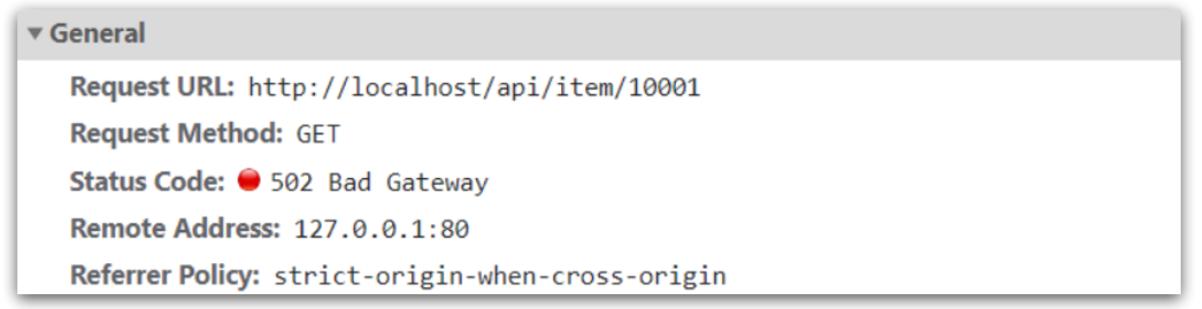 General
Request URL: http://localhost/api/item/10001
Request Method: GET
Status Code: 502 Bad Gateway
Remote Address: 127.0.0.1:80
Referrer Policy: strict-origin-when-cross-origin